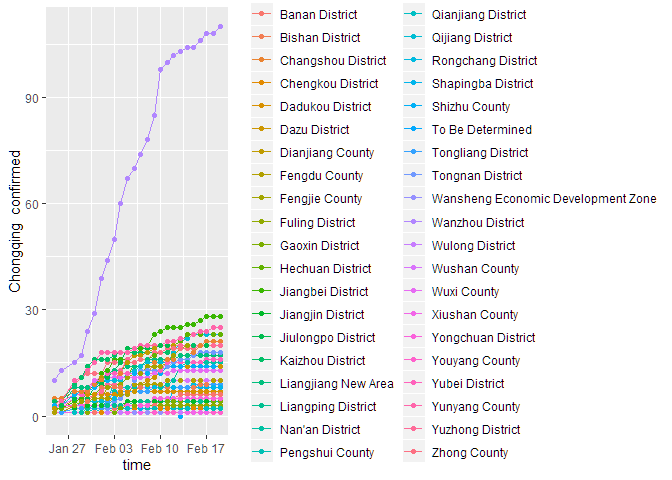 90
60
30
0
Chongqing confirmed
Jan 27 Feb 03 Feb 10 Feb 17
time
Banan District
Bishan District
Changshou District
Chengkou District
Dadukou District
Dazu District
Dianjiang County
Fengdu County
Fengjie County
Fuling District
Gaoxin District
Hechuan District
Jiangbei District
Jiangjin District
Jiulongpo District
Kaizhou District
Liangjiang New Area
Liangping District
Nan'an District
Pengshui County
Qianjiang District
Qijiang District
Rongchang District
Shapingba District
Shizhu County
To Be Determined
Tongliang District
Tongnan District
Wansheng Economic Development Zone
Wanzhou District
Wulong District
Wushan County
Wuxi County
Xiushan County
Yongchuan District
Youyang County
Yubei District
Yunyang County
Yuzhong District
Zhong County